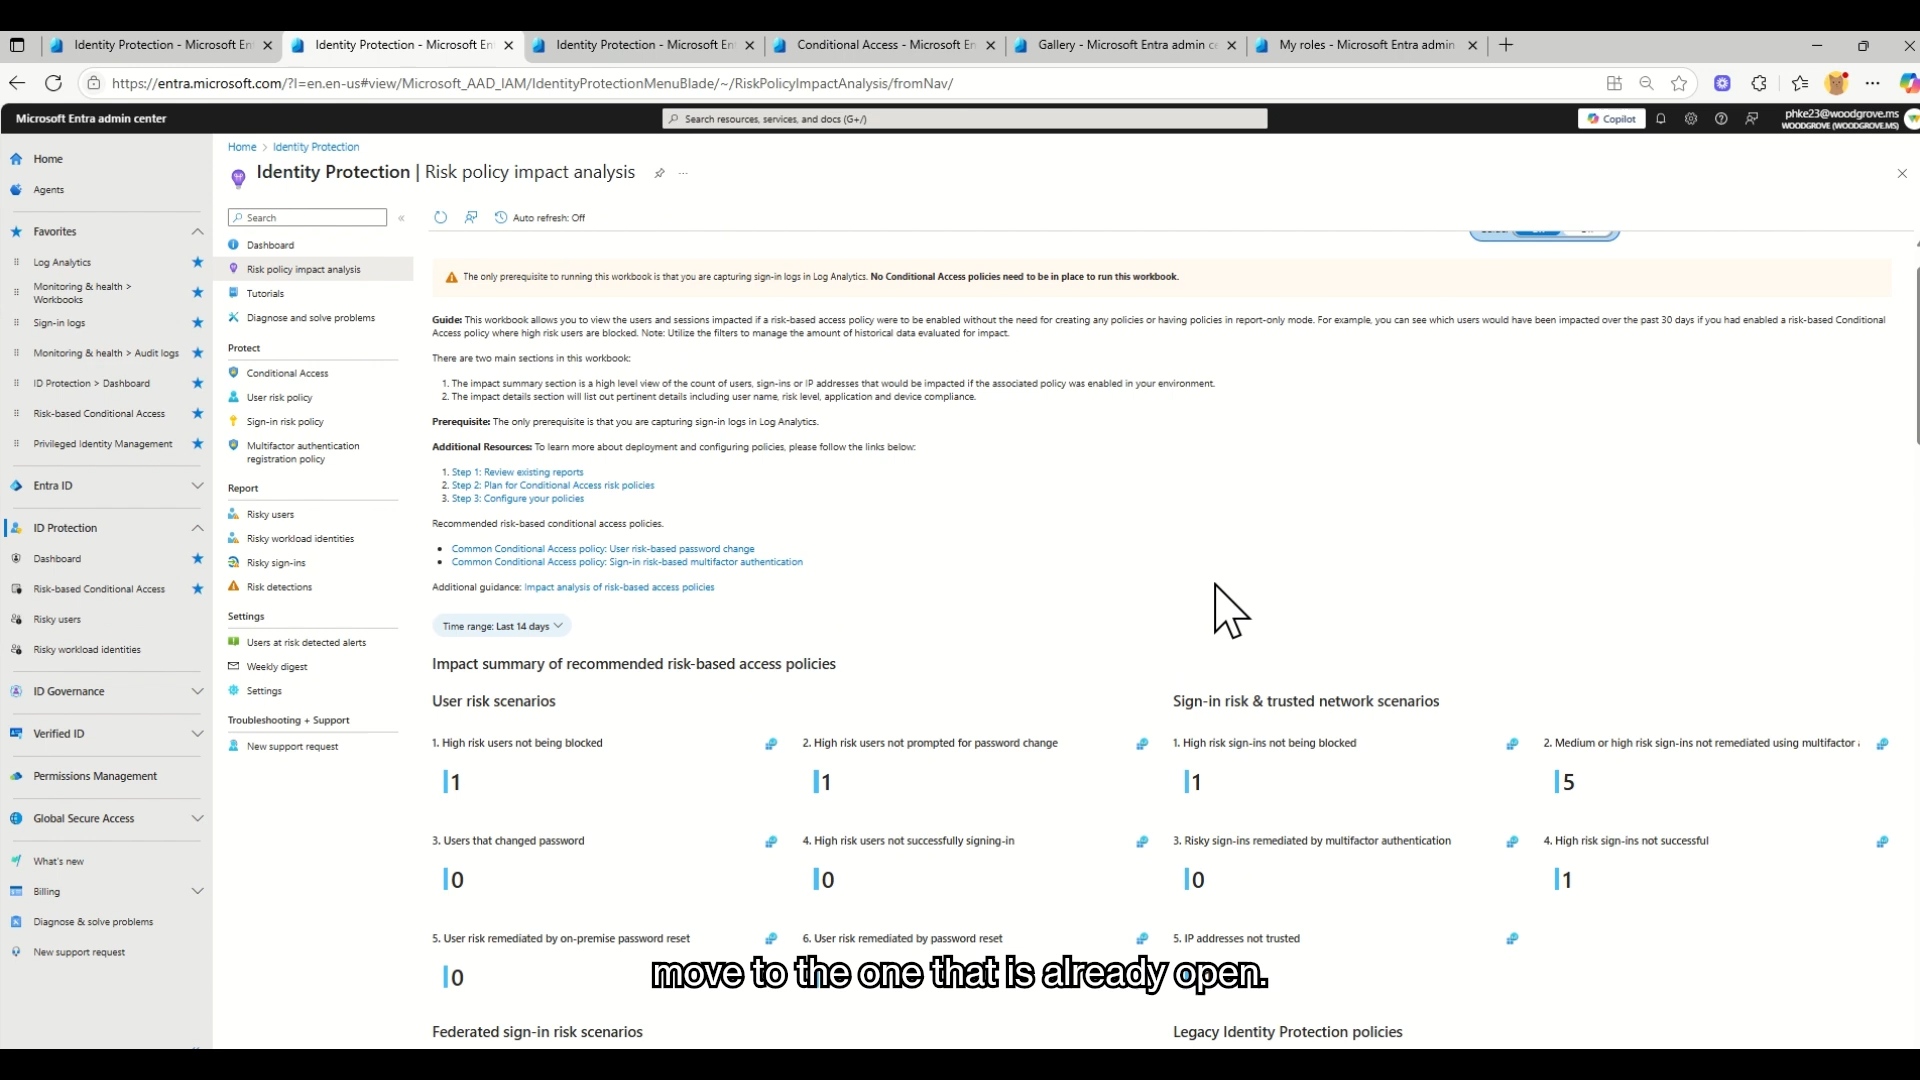 Identity Protection - Microsoft En
Identity Protection - Microsoft En
Identity Protection - Microsoft En
Conditional Access - Microsoft En
Gallery - Microsoft Entra admin ce
My roles - Microsoft Entra admin
https://entra.microsoft.com/?l=en.en-us#view/Microsoft_AAD_IAM/IdentityProtectionMenuBlade/~/RiskPolicyImpactAnalysis/fromNav/
Microsoft Entra admin center
Search resources, services, and docs (G+/)
Copilot
phke23@woodgrove.ms
WOODGROVE (WOODGROVE.MS)
Home
Agents
Favorites
Log Analytics
Monitoring & health >
Workbooks
Sign-in logs
Monitoring & health > Audit logs
ID Protection > Dashboard
Risk-based Conditional Access
Privileged Identity Management
Entra ID
ID Protection
Dashboard
Risk-based Conditional Access
Risky users
Risky workload identities
ID Governance
Verified ID
Permissions Management
Global Secure Access
What's new
Billing
Diagnose & solve problems
New support request
Home > Identity Protection
Identity Protection | Risk policy impact analysis
Search
Dashboard
Risk policy impact analysis
Tutorials
Diagnose and solve problems
Protect
Conditional Access
User risk policy
Sign-in risk policy
Multifactor authentication
registration policy
Report
Risky users
Risky workload identities
Risky sign-ins
Risk detections
Settings
Users at risk detected alerts
Weekly digest
Settings
Troubleshooting + Support
New support request
Auto refresh: Off
The only prerequisite to running this workbook is that you are capturing sign-in logs in Log Analytics. No Conditional Access policies need to be in place to run this workbook.
Guide: This workbook allows you to view the users and sessions impacted if a risk-based access policy were to be enabled without the need for creating any policies or having policies in report-only mode. For example, you can see which users would have been impacted over the past 30 days if you had enabled a risk-based Conditional
Access policy where high risk users are blocked. Note: Utilize the filters to manage the amount of historical data evaluated for impact.
There are two main sections in this workbook:
1. The impact summary section is a high level view of the count of users, sign-ins or IP addresses that would be impacted if the associated policy was enabled in your environment.
2. The impact details section will list out pertinent details including user name, risk level, application and device compliance.
Prerequisite: The only prerequisite is that you are capturing sign-in logs in Log Analytics.
Additional Resources: To learn more about deployment and configuring policies, please follow the links below:
1. Step 1: Review existing reports
2. Step 2: Plan for Conditional Access risk policies
3. Step 3: Configure your policies
Recommended risk-based conditional access policies.
• Common Conditional Access policy: User risk-based password change
• Common Conditional Access policy: Sign-in risk-based multifactor authentication
Additional guidance: Impact analysis of risk-based access policies
Time range: Last 14 days
Impact summary of recommended risk-based access policies
User risk scenarios
Sign-in risk & trusted network scenarios
1. High risk users not being blocked
2. High risk users not prompted for password change
1. High risk sign-ins not being blocked
2. Medium or high risk sign-ins not remediated using multifactor
1
1
1
5
3. Users that changed password
4. High risk users not successfully signing-in
3. Risky sign-ins remediated by multifactor authentication
4. High risk sign-ins not successful
0
0
0
1
5. User risk remediated by on-premise password reset
6. User risk remediated by password reset
5. IP addresses not trusted
0
move to the one that is already open.
Federated sign-in risk scenarios
Legacy Identity Protection policies